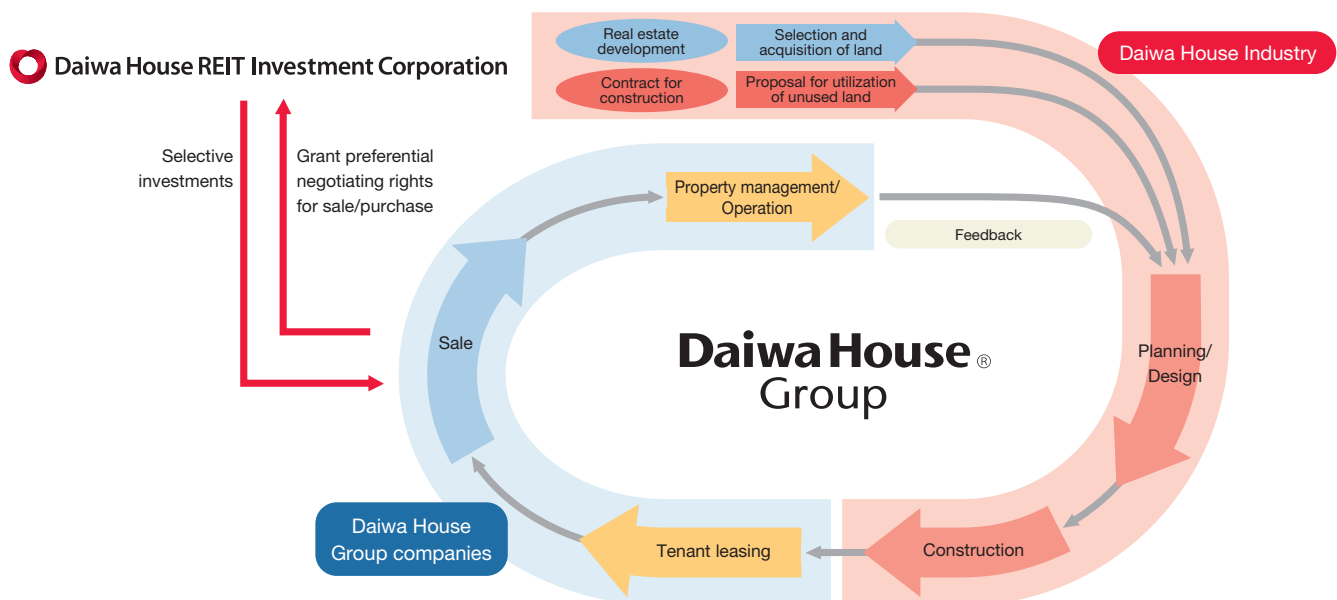 Real estate
development
Selection and
acquisition of land
Daiwa House Industry
Daiwa House REIT Investment Corporation
Contract for
construction
Proposal for utilization
of unused land
Selective
investments
Grant preferential
negotiating rights
for sale/purchase
Property management/
Operation
Feedback
Sale
Daiwa House®
Group
Planning/
Design
Daiwa House
Group companies
Tenant leasing
Construction